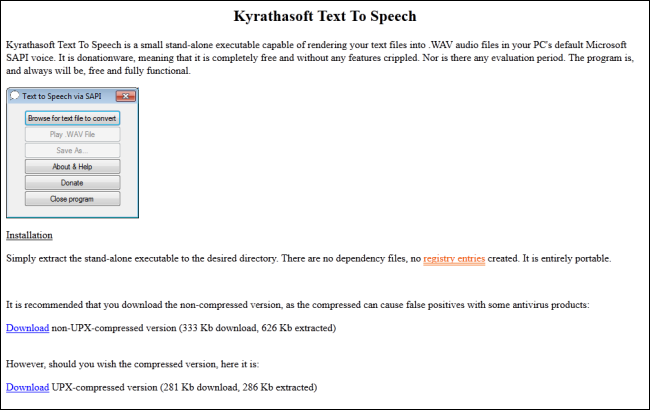 Kyrathasoft Text To Speech
Kyrathasoft Text To Speech is a small stand-alone executable capable of rendering your text files into .WAV audio files in your PC's default Microsoft
SAPI voice. It is donationware, meaning that it is completely free and without any features crippled. Nor is there any evaluation period. The program is,
and always will be, free and fully functional.
Text to Speech via SAPI
Browse for text file to convert
Play .WAV File
Save As...
About & Help
Donate
Close program
Installation
Simply extract the stand-alone executable to the desired directory. There are no dependency files, no registry entries created. It is entirely portable.
It is recommended that you download the non-compressed version, as the compressed can cause false positives with some antivirus products:
Download non-UPX-compressed version (333 Kb download, 626 Kb extracted)
However, should you wish the compressed version, here it is:
Download UPX-compressed version (281 Kb download, 286 Kb extracted)